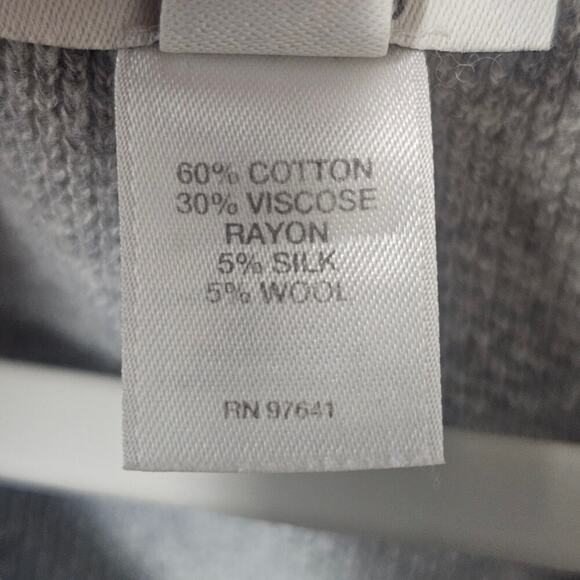 60% COTTON
30% VISCOSE
RAYON
5% SILK
5% WOOL
RN 97641